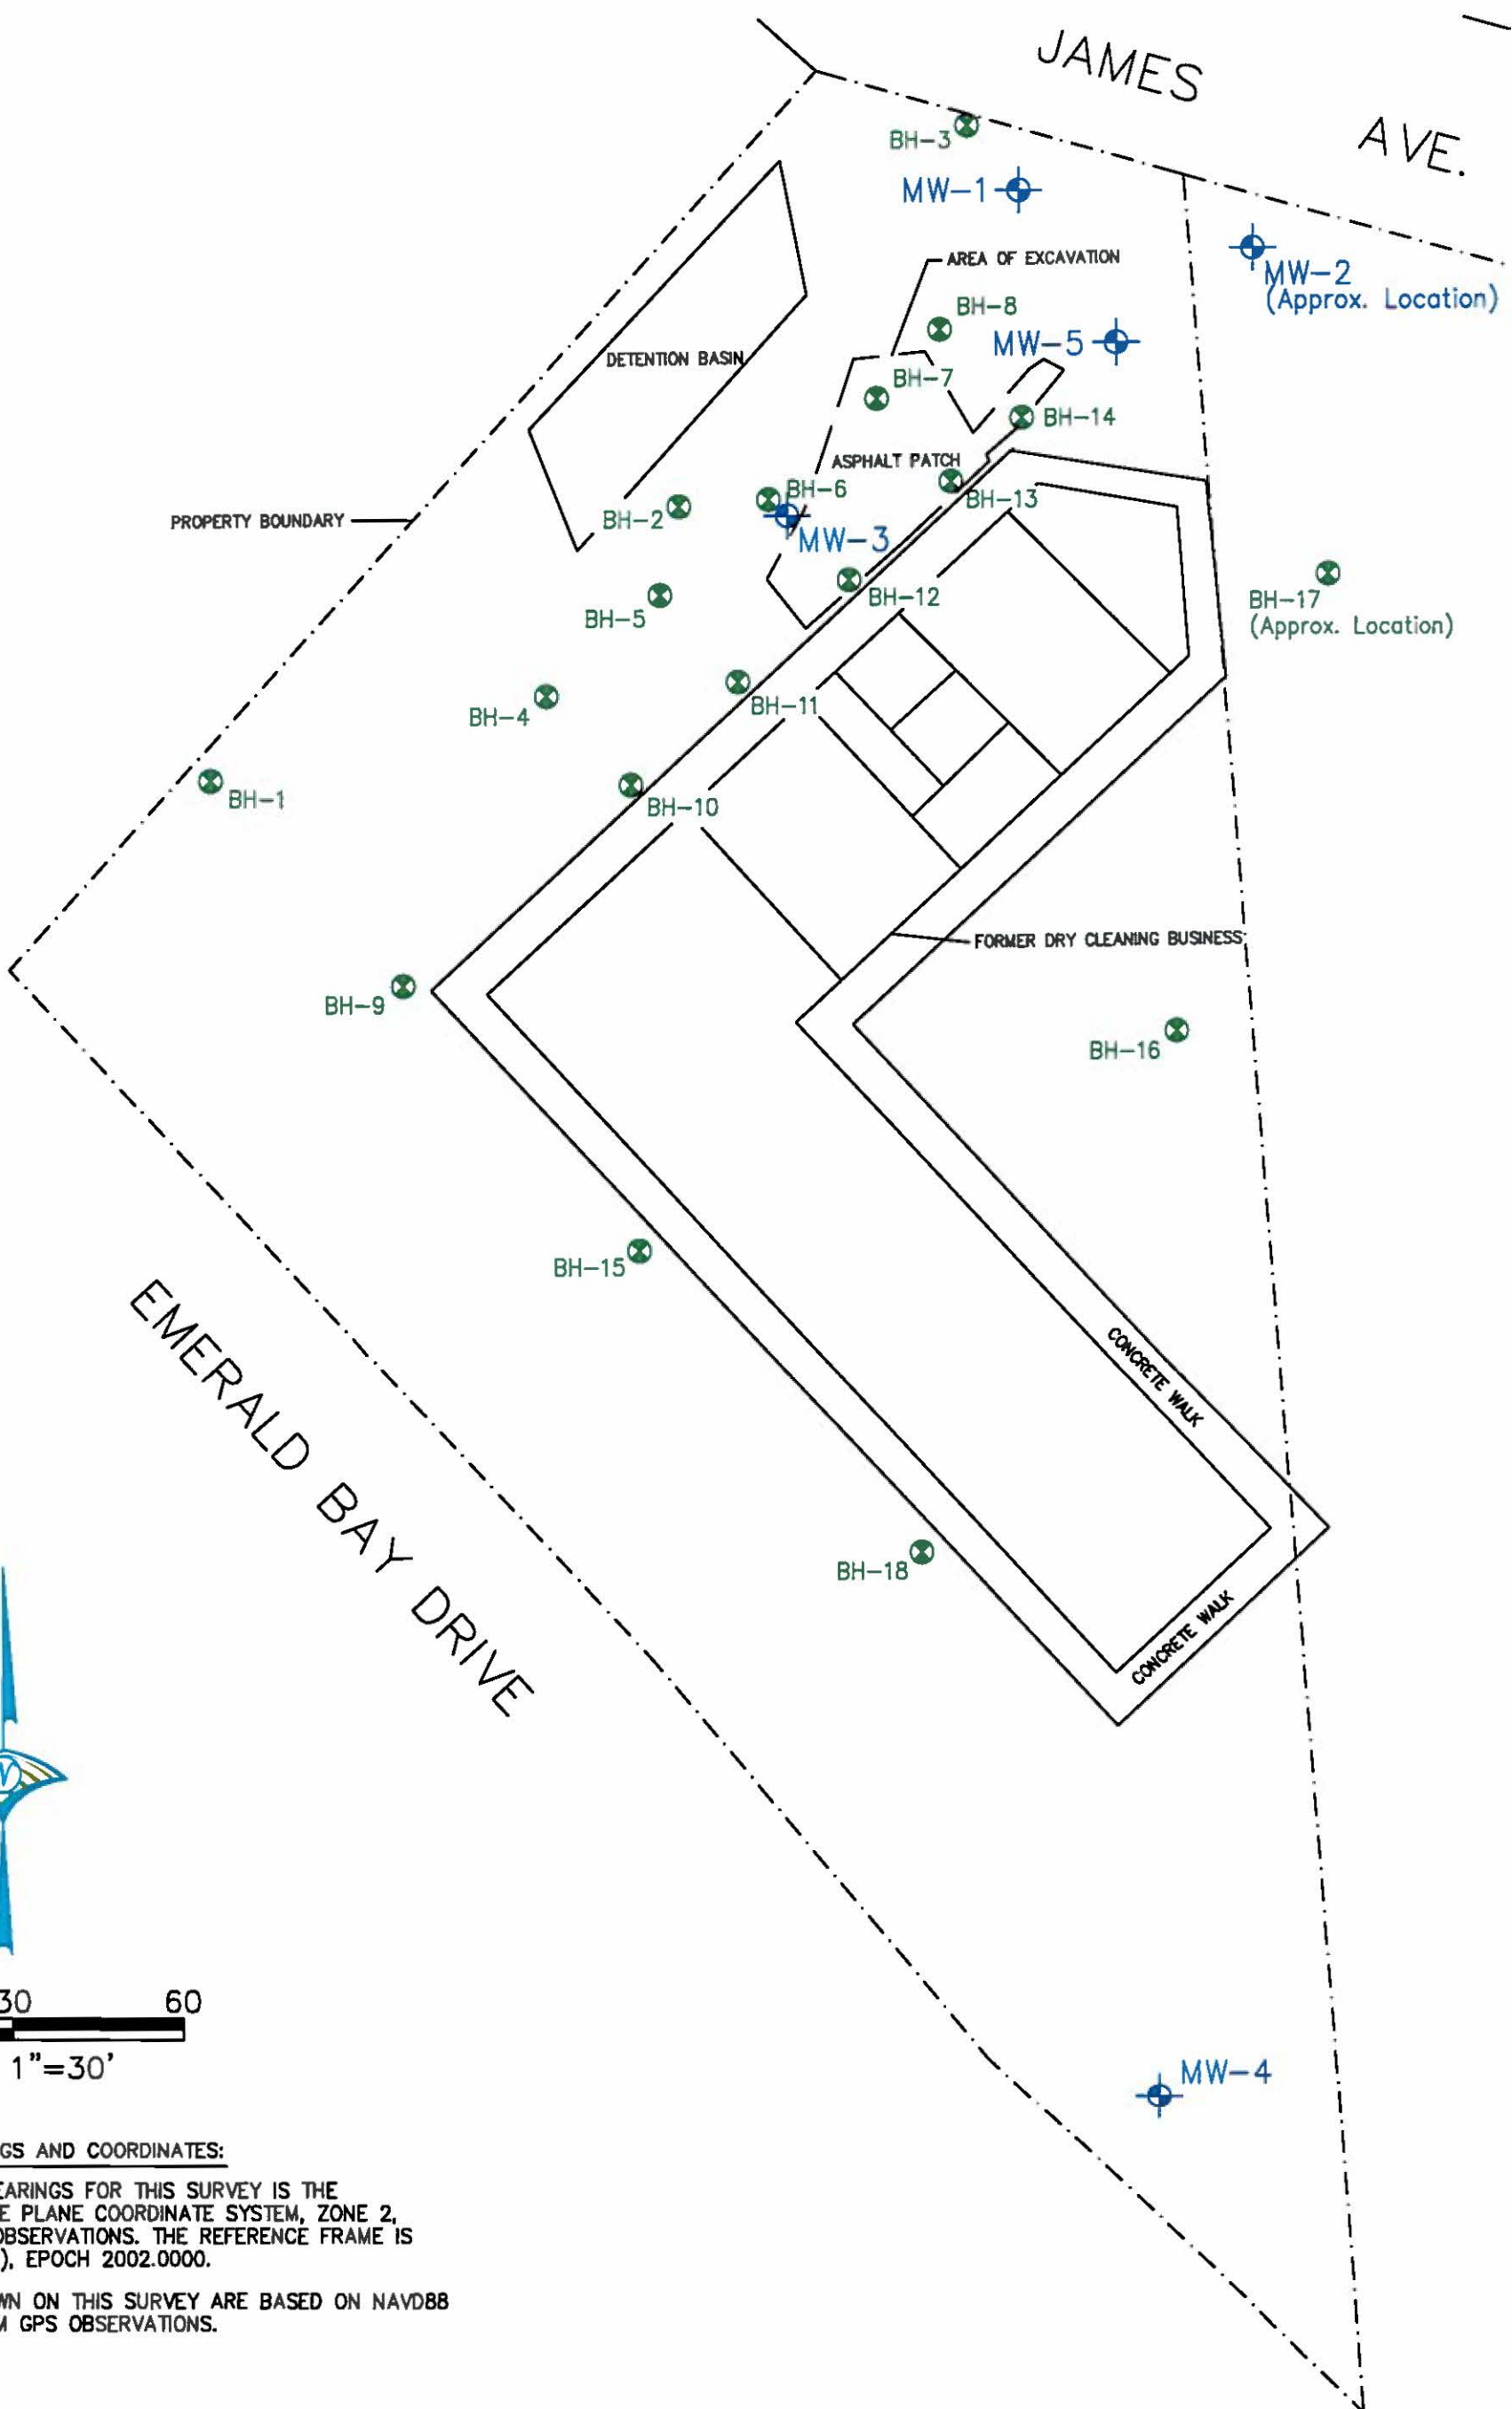 JAMES
AVE.
BH-3
MW-1
MW-2
(Approx. Location)
AREA OF EXCAVATION
BH-8
MW-5
DETENTION BASIN
BH-7
BH-14
ASPHALT PATCH
BH-6
BH-13
PROPERTY BOUNDARY
BH-2
MW-3
BH-12
BH-17
(Approx. Location)
BH-5
BH-11
BH-4
BH-1
BH-10
FORMER DRY CLEANING BUSINESS
BH-9
BH-16
BH-15
EMERALD BAY DRIVE
CONCRETE WALK
BH-18
CONCRETE WALK
60
1"=30'
MW-4
AND COORDINATES:
FOR THIS SURVEY IS THE
PLANE COORDINATE SYSTEM, ZONE 2,
OBSERVATIONS. THE REFERENCE FRAME IS
), EPOCH 2002.0000.
ON THIS SURVEY ARE BASED ON NAVD88
GPS OBSERVATIONS.